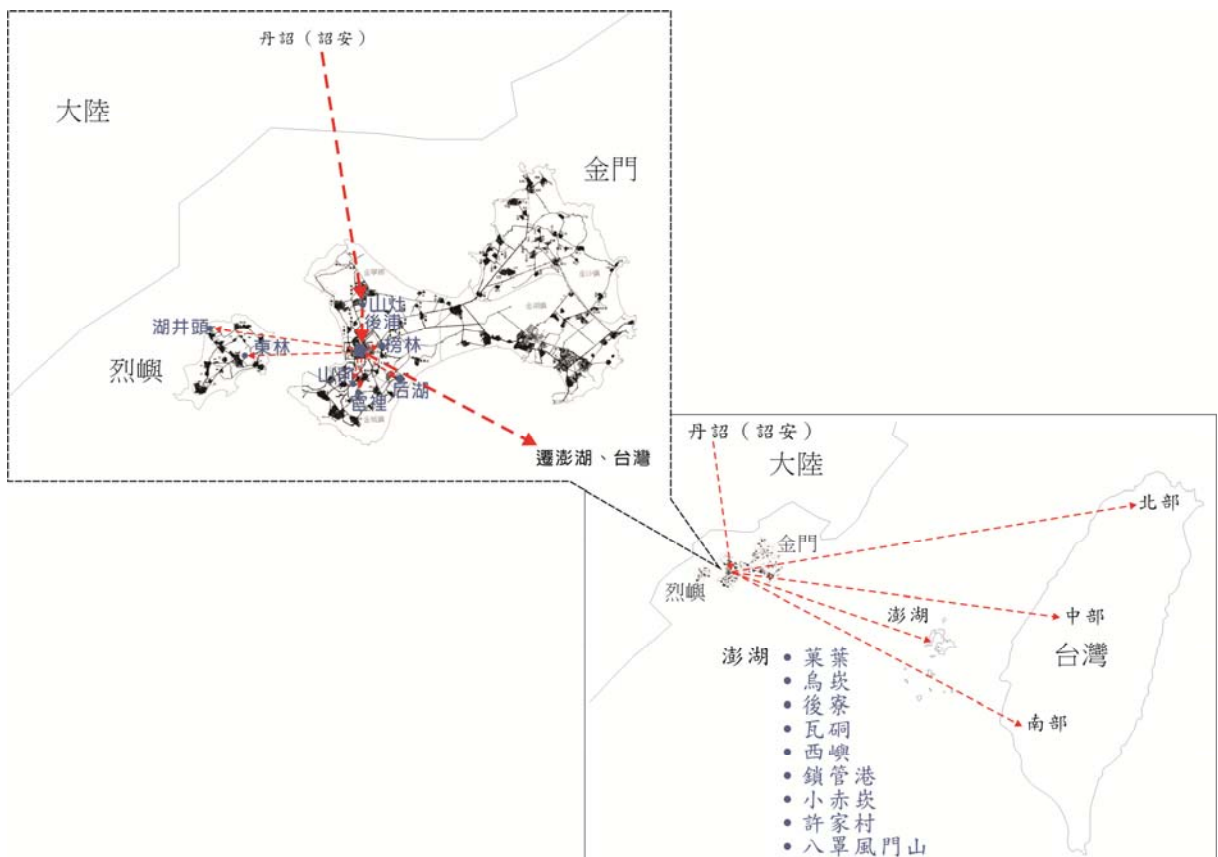 丹詔（詔安）
大陸
金門
山灶
後浦
榜林
湖井頭
東林
烈嶼
后湖
遷澎湖、台灣
丹詔（詔安）
大陸
北部
金門
烈嶼
澎湖
中部
台灣
南部
澎湖
• 菓葉
• 烏崁
• 後寮
• 瓦硐
• 西嶼
• 鎖管港
• 小赤崁
• 許家村
• 八罩風門山